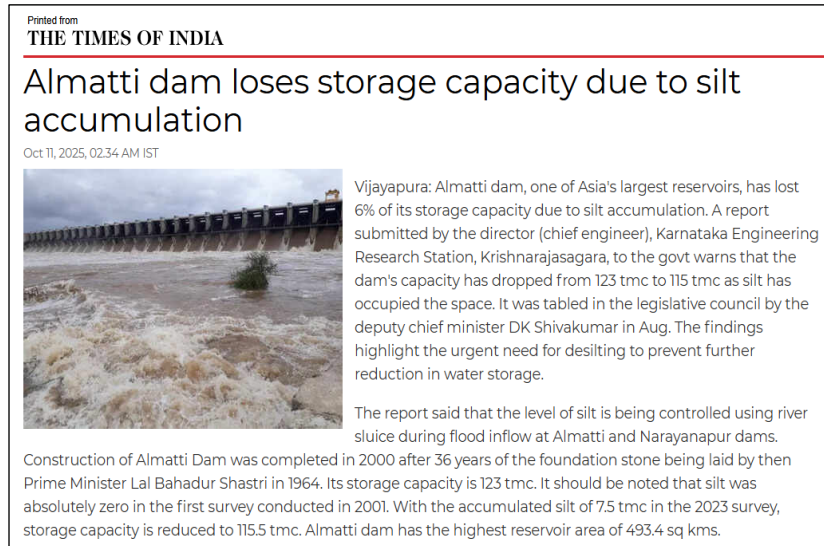 Printed from
THE TIMES OF INDIA
Almatti dam loses storage capacity due to silt
accumulation
Oct 11, 2025, 02.34 AM IST
Vijayapura: Almatti dam, one of Asia's largest reservoirs, has lost
6% of its storage capacity due to silt accumulation. A report
submitted by the director (chief engineer), Karnataka Engineering
Research Station, Krishnarajasagara, to the govt warns that the
dam's capacity has dropped from 123 tmc to 115 tmc as silt has
occupied the space. It was tabled in the legislative council by the
deputy chief minister DK Shivakumar in Aug. The findings
highlight the urgent need for desilting to prevent further
reduction in water storage.
The report said that the level of silt is being controlled using river
sluice during flood inflow at Almatti and Narayanapur dams.
Construction of Almatti Dam was completed in 2000 after 36 years of the foundation stone being laid by then
Prime Minister Lal Bahadur Shastri in 1964. Its storage capacity is 123 tmc. It should be noted that silt was
absolutely zero in the first survey conducted in 2001. With the accumulated silt of 7.5 tmc in the 2023 survey,
storage capacity is reduced to 115.5 tmc. Almatti dam has the highest reservoir area of 493.4 sq kms.